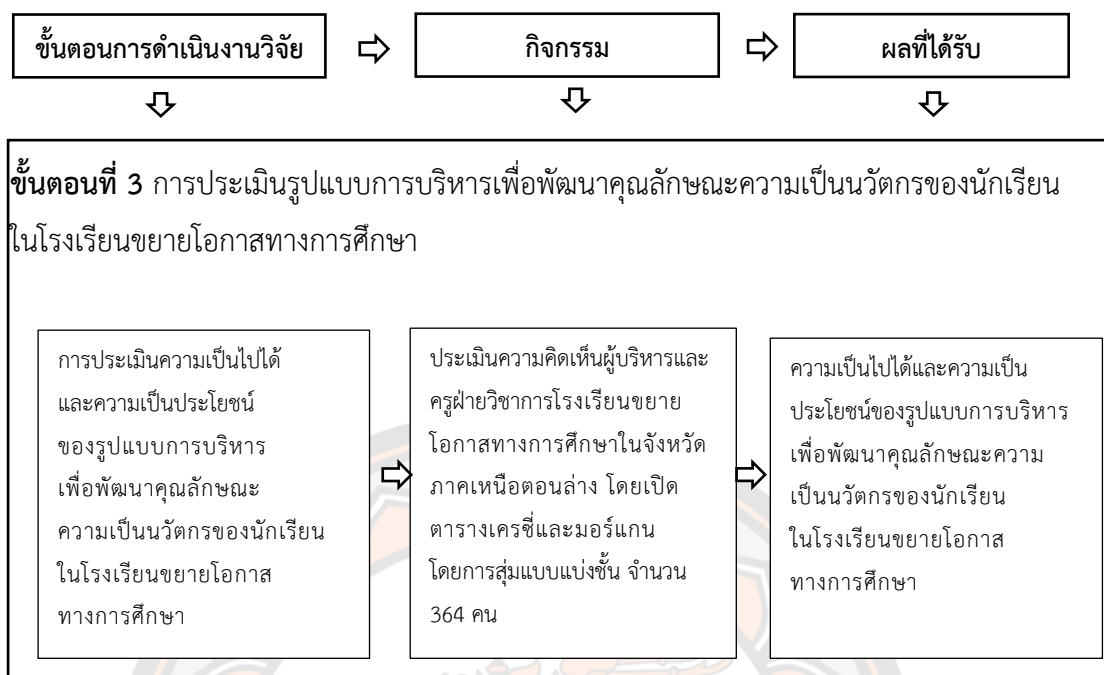 ขั้นตอนการดำเนินงานวิจัย
กิจกรรม
ผลที่ได้รับ
ขั้นตอนที่ 3 การประเมินรูปแบบการบริหารเพื่อพัฒนาคุณลักษณะความเป็นนวัตกรของนักเรียน
ในโรงเรียนขยายโอกาสทางการศึกษา
การประเมินความเป็นไปได้
และความเป็นประโยชน์
ของรูปแบบการบริหาร
เพื่อพัฒนาคุณลักษณะ
ความเป็นนวัตกรของนักเรียน
ในโรงเรียนขยายโอกาส
ทางการศึกษา
ประเมินความคิดเห็นผู้บริหารและ
ครูฝ่ายวิชาการโรงเรียนขยาย
โอกาสทางการศึกษาในจังหวัด
ภาคเหนือตอนล่าง โดยเปิด
ตารางเครซี่และมอร์แกน
โดยการสุ่มแบบแบ่งชั้น จำนวน
364 คน
ความเป็นไปได้และความเป็น
ประโยชน์ของรูปแบบการบริหาร
เพื่อพัฒนาคุณลักษณะความ
เป็นนวัตกรของนักเรียน
ในโรงเรียนขยายโอกาส
ทางการศึกษา